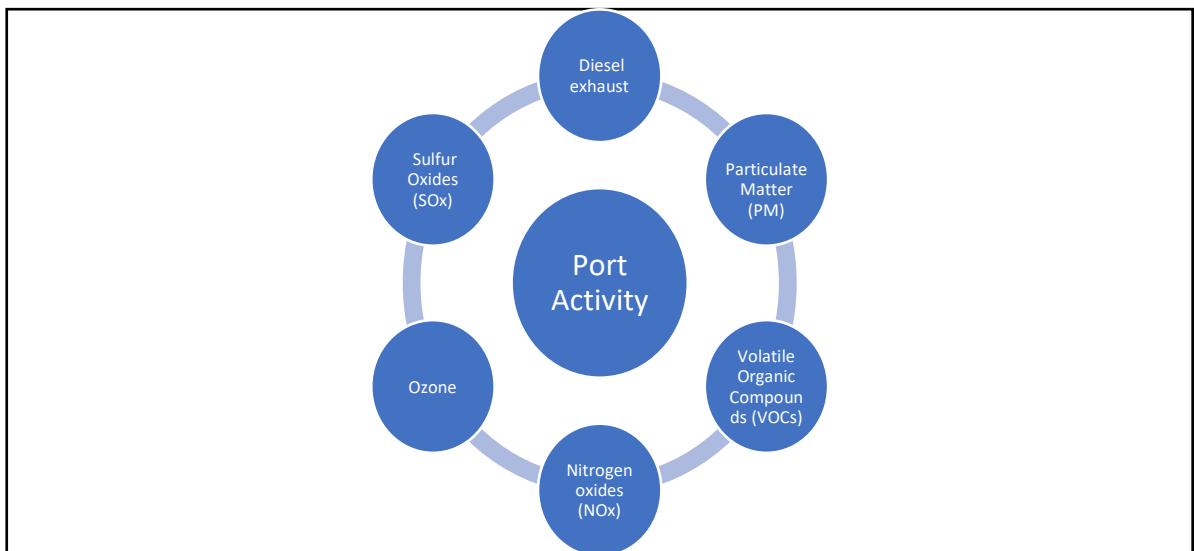 Diesel
exhaust
Particulate
Matter
(PM)
Volatile
Organic
Compoun
ds (VOCs)
Nitrogen
oxides
(NOx)
Ozone
Sulfur
Oxides
(SOx)
Port
Activity